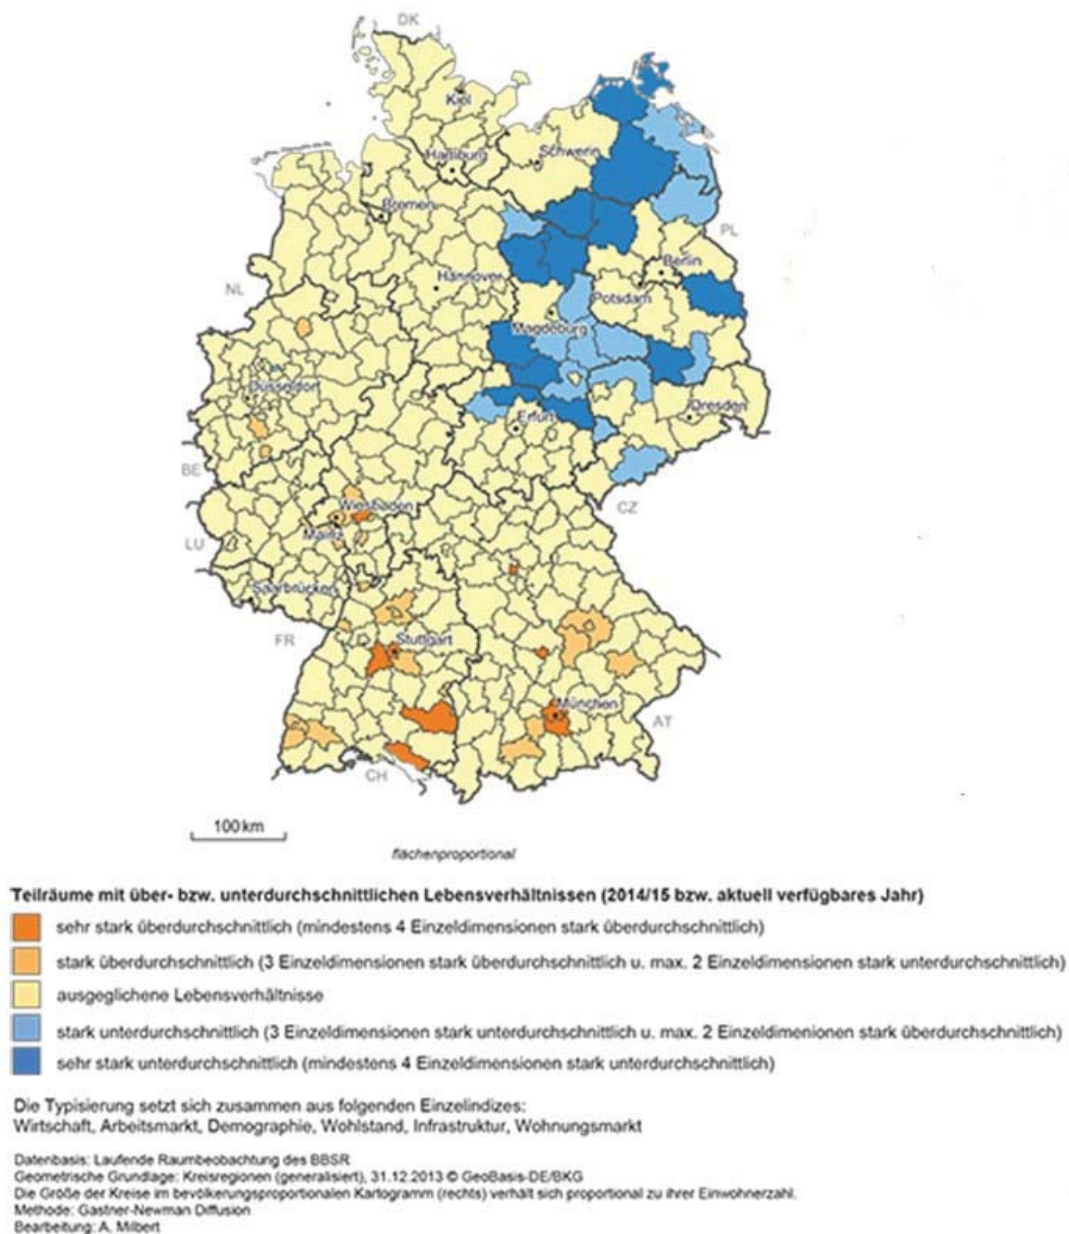 DK
Kiel
Schwerin
Hamburg
Bremen
PL
Berlin
Hannover
NL
Potsdam
Magdeburg
Düsseldorf
Dresden
Erfurt
BE
Wiesbaden
CZ
Mainz
LU
Saarbrücken
FR
Stuttgart
München
AT
CH
100 km
flächenproportional
Teilräume mit über- bzw. unterdurchschnittlichen Lebensverhältnissen (2014/15 bzw. aktuell verfügbares Jahr)
sehr stark überdurchschnittlich (mindestens 4 Einzeldimensionen stark überdurchschnittlich)
stark überdurchschnittlich (3 Einzeldimensionen stark überdurchschnittlich u. max. 2 Einzeldimensionen stark unterdurchschnittlich)
ausgeglichene Lebensverhältnisse
stark unterdurchschnittlich (3 Einzeldimensionen stark unterdurchschnittlich u. max. 2 Einzeldimenionen stark überdurchschnittlich)
sehr stark unterdurchschnittlich (mindestens 4 Einzeldimensionen stark unterdurchschnittlich)
Die Typisierung setzt sich zusammen aus folgenden Einzelindizes:
Wirtschaft, Arbeitsmarkt, Demographie, Wohlstand, Infrastruktur, Wohnungsmarkt
Datenbasis: Laufende Raumbeobachtung des BBSR
Geometrische Grundlage: Kreisregionen (generalisiert), 31.12.2013 © GeoBasis-DE/BKG
Die Größe der Kreise im bevölkerungsproportionalen Kartogramm (rechts) verhält sich proportional zu ihrer Einwohnerzahl.
Methode: Gastner-Newman Diffusion
Bearbeitung: A. Milbert